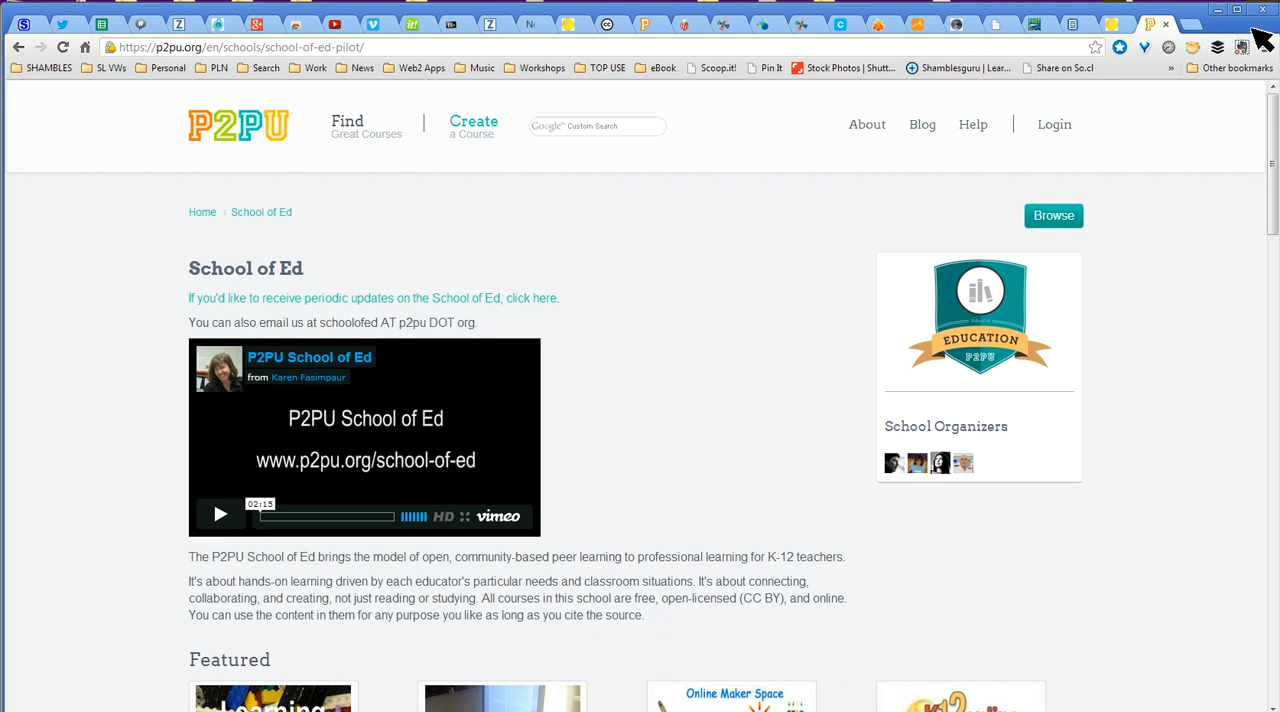 https://p2pu.org/en/schools/school-of-ed-pilot/
SHAMBLES SL VWs Personal PLN Search Work News Web2 Apps Music Workshops TOP USE eBook Scoop.it! Pin It Stock Photos | Shutt... Shamblesguru | Lear... Share on So.cl » Other bookmarks
P2PU
Find
Great Courses
Create
a Course
Google™ Custom Search
About Blog Help Login
Home › School of Ed
Browse
School of Ed
If you'd like to receive periodic updates on the School of Ed, click here.
You can also email us at schoolofed AT p2pu DOT org.
P2PU School of Ed
from Karen Fasimpaur
P2PU School of Ed
www.p2pu.org/school-of-ed
02:15
HD vimeo
School of
EDUCATION
P2PU
School Organizers
The P2PU School of Ed brings the model of open, community-based peer learning to professional learning for K-12 teachers.
It's about hands-on learning driven by each educator's particular needs and classroom situations. It's about connecting,
collaborating, and creating, not just reading or studying. All courses in this school are free, open-licensed (CC BY), and online.
You can use the content in them for any purpose you like as long as you cite the source.
Featured
Learning
Online Maker Space
K12